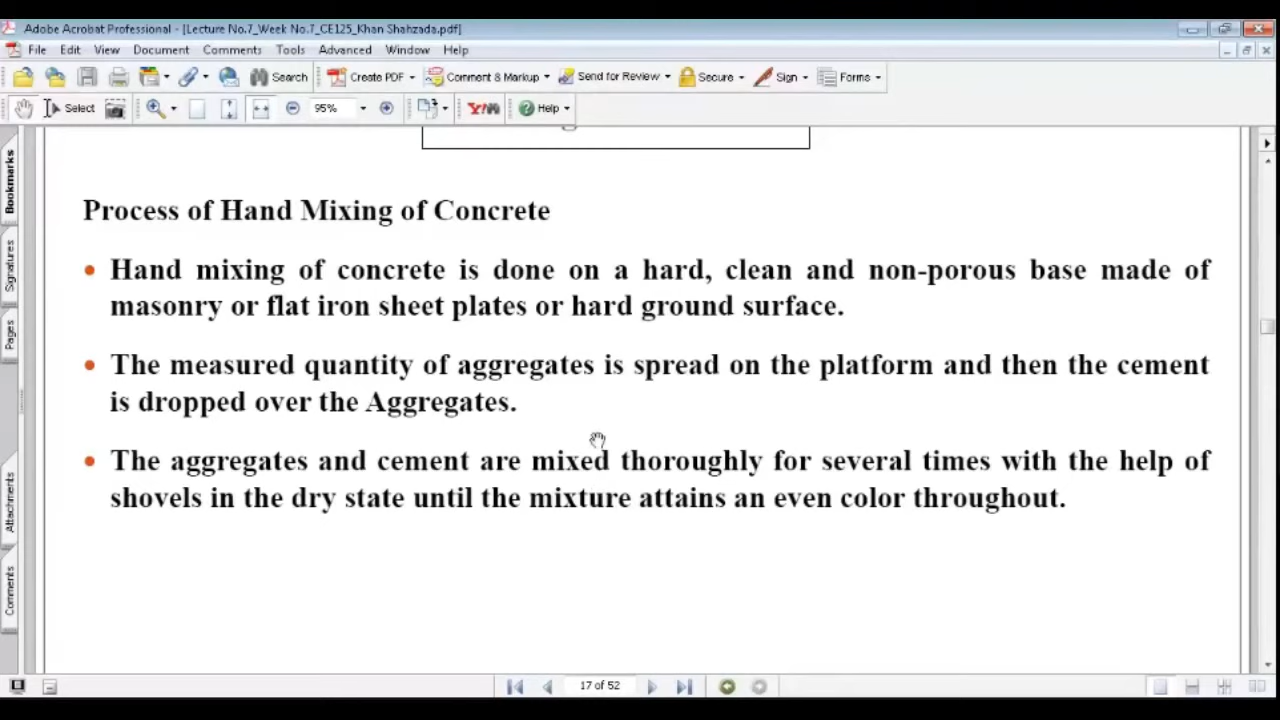 Adobe Acrobat Professional - [Lecture No.7_Week No.7_CE125_Khan Shahzada.pdf]
File Edit View Document Comments Tools Advanced Window Help
Search Create PDF Comment & Markup Send for Review Secure Sign Forms
Select 95% Y! Help
Bookmarks
Signatures
Pages
Attachments
Comments
Process of Hand Mixing of Concrete
• Hand mixing of concrete is done on a hard, clean and non-porous base made of
masonry or flat iron sheet plates or hard ground surface.
• The measured quantity of aggregates is spread on the platform and then the cement
is dropped over the Aggregates.
• The aggregates and cement are mixed thoroughly for several times with the help of
shovels in the dry state until the mixture attains an even color throughout.
17 of 52